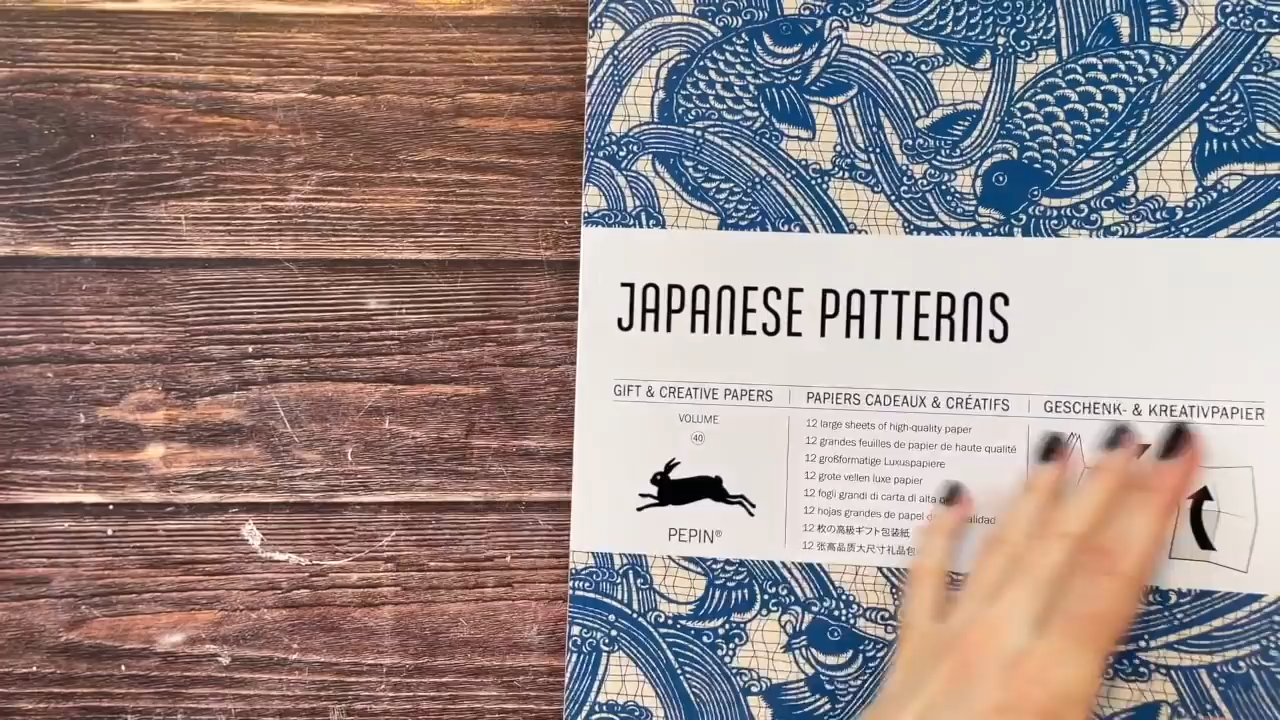 JAPANESE PATTERNS
GIFT & CREATIVE PAPERS
PAPIERS CADEAUX & CRÉATIFS
GESCHENK- & KREATIVPAPIER
VOLUME
40
PEPIN®
12 large sheets of high-quality paper
12 grandes feuilles de papier de haute qualité
12 großformatige Luxuspapiere
12 grote vellen luxe papier
12 fogli grandi di carta di alta
12 hojas grandes de papel
12 枚の高級ギフト包装紙
12 张高品质大尺寸礼品包